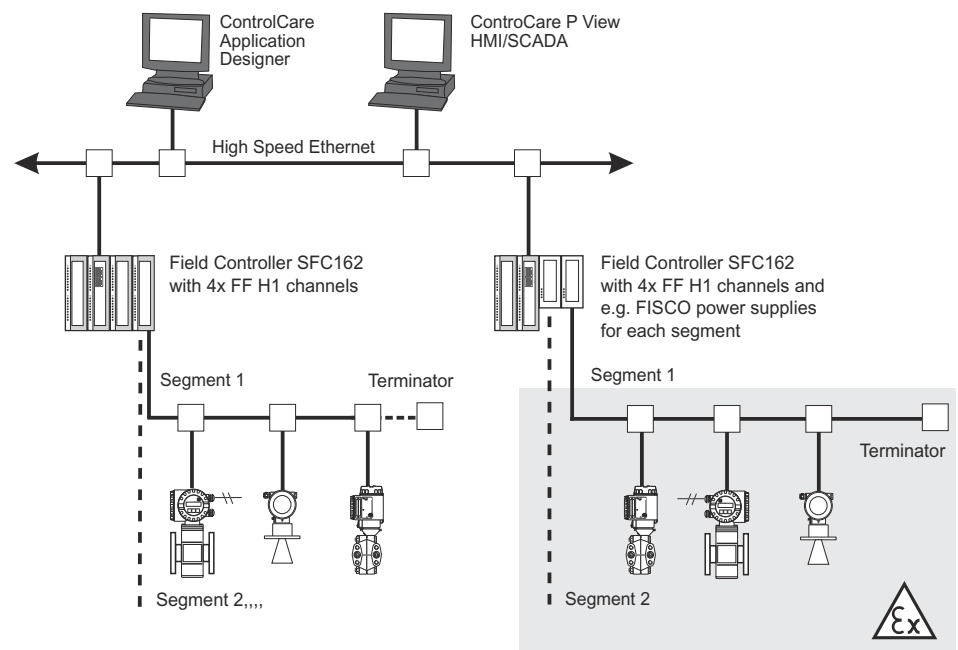 ControlCare
Application
Designer
ControCare P View
HMI/SCADA
High Speed Ethernet
Field Controller SFC162
with 4x FF H1 channels
Field Controller SFC162
with 4x FF H1 channels and
e.g. FISCO power supplies
for each segment
Segment 1
Terminator
Segment 1
Terminator
Segment 2,,,,
Segment 2
εx